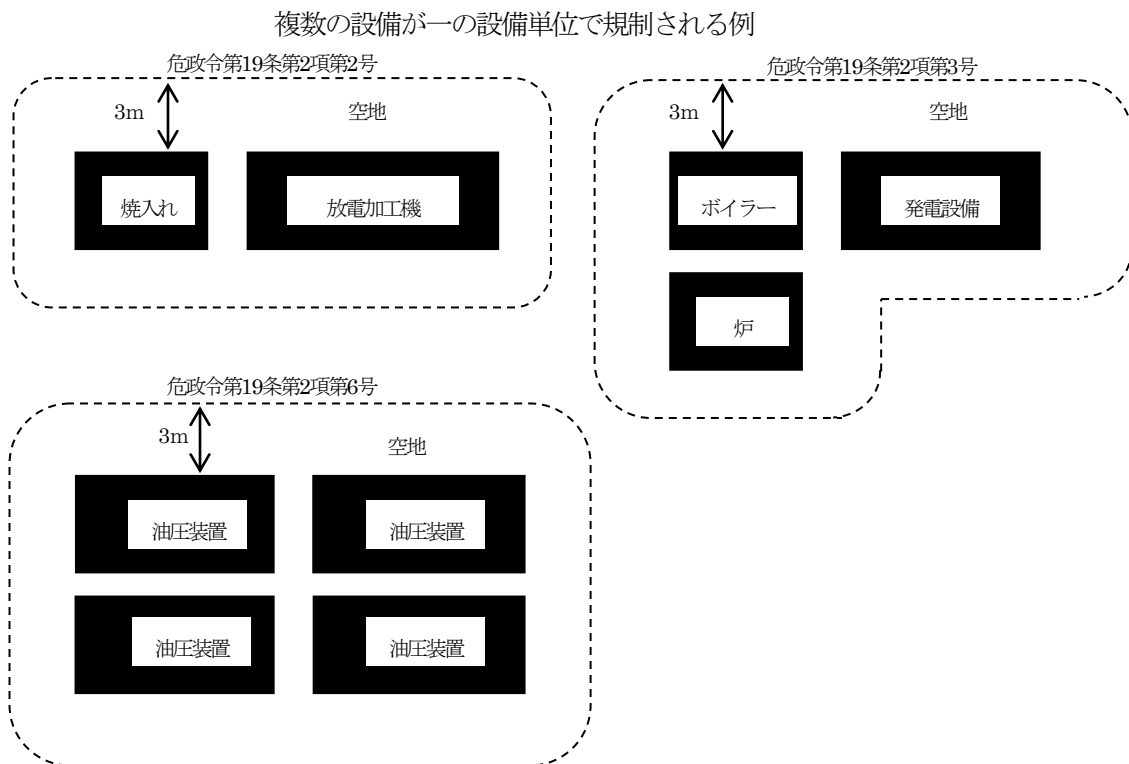 複数の設備が一の設備単位で規制される例
危政令第19条第2項第2号
3m
空地
焼入れ
放電加工機
危政令第19条第2項第3号
3m
空地
ボイラー
発電設備
炉
危政令第19条第2項第6号
3m
空地
油圧装置
油圧装置
油圧装置
油圧装置